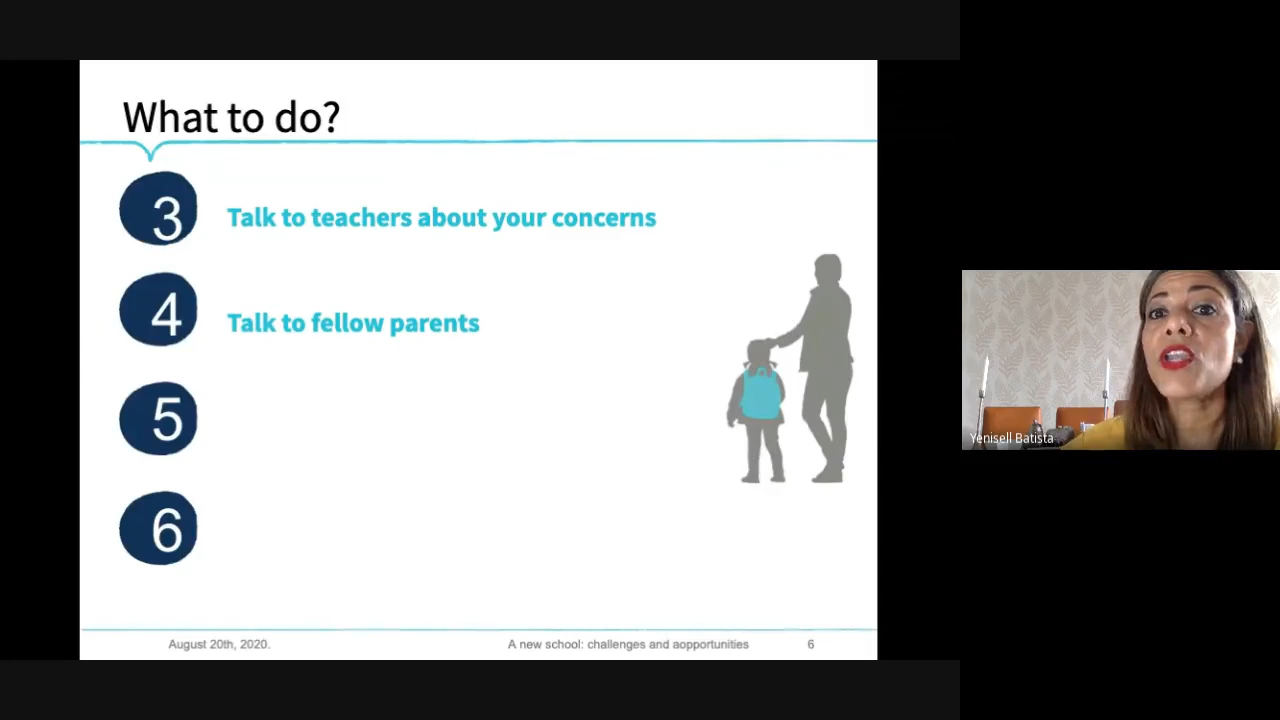 What to do?
3
Talk to teachers about your concerns
4
Talk to fellow parents
5
6
August 20th, 2020.
A new school: challenges and aopportunities
6
Yenisell Batista